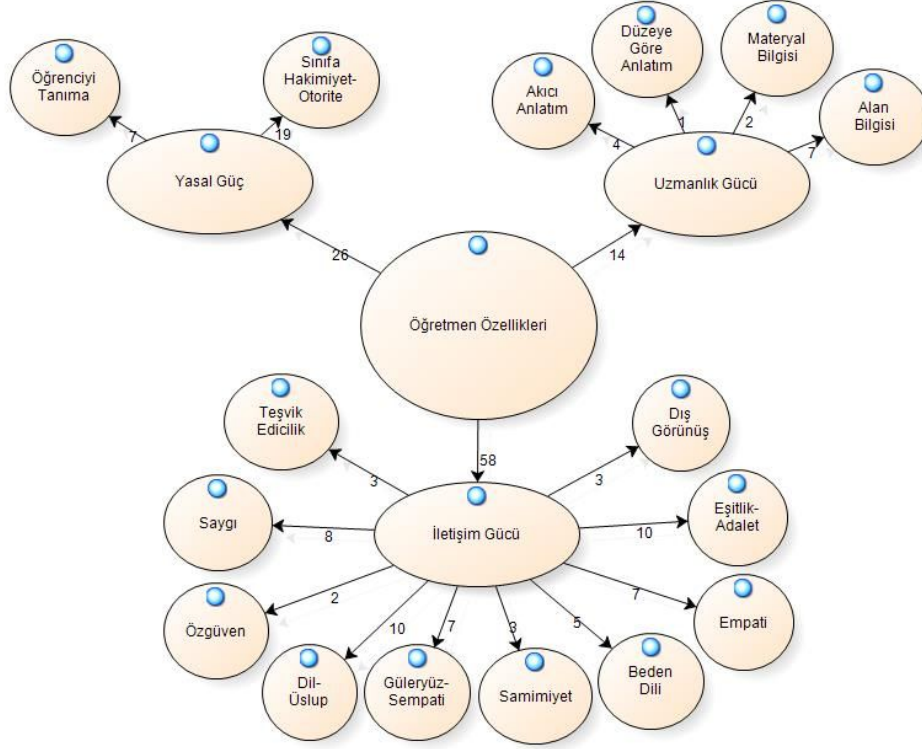 Öğrenciyi
Tanıma
Sınıfa
Hakimiyet-
Otorite
7
19
Yasal Güç
Akıcı
Anlatım
Düzeye
Göre
Anlatım
Materyal
Bilgisi
Alan
Bilgisi
4
1
2
7
Uzmanlık Gücü
26
14
Öğretmen Özellikleri
58
Teşvik
Edicilik
Dış
Görünüş
3
3
Saygı
8
İletişim Gücü
10
Eşitlik-
Adalet
Özgüven
2
10
7
3
5
7
Empati
Dil-
Üslup
Güleryüz-
Sempati
Samimiyet
Beden
Dili